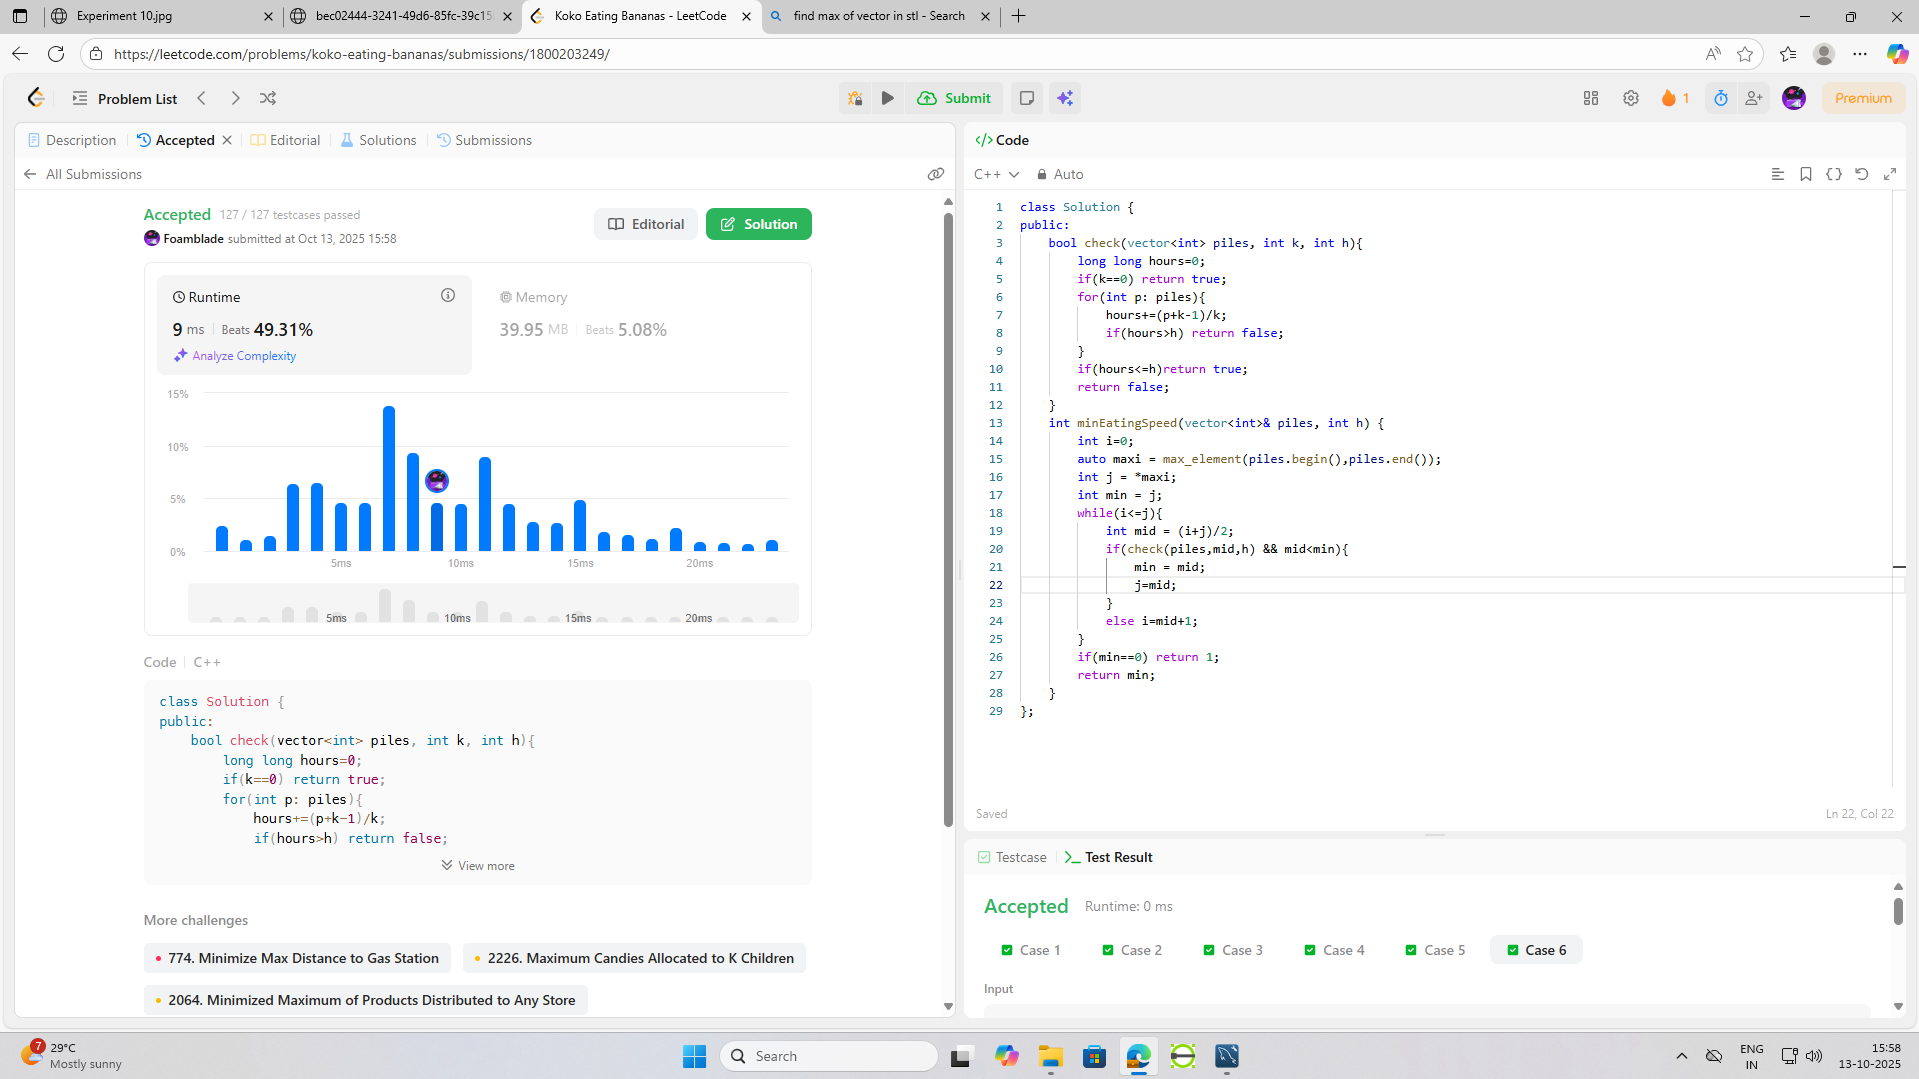 Experiment 10.jpg
bec02444-3241-49d6-85fc-39c15
Koko Eating Bananas - LeetCode
find max of vector in stl - Search
https://leetcode.com/problems/koko-eating-bananas/submissions/1800203249/
Problem List
Submit
1
Premium
Description
Accepted
Editorial
Solutions
Submissions
All Submissions
Accepted 127 / 127 testcases passed
Foamblade submitted at Oct 13, 2025 15:58
Editorial
Solution
Runtime
9 ms Beats 49.31%
Analyze Complexity
Memory
39.95 MB Beats 5.08%
15%
10%
5%
0%
5ms 10ms 15ms 20ms
5ms 10ms 15ms 20ms
Code C++
class Solution {
public:
    bool check(vector<int> piles, int k, int h){
        long long hours=0;
        if(k==0) return true;
        for(int p: piles){
            hours+=(p+k-1)/k;
            if(hours>h) return false;
View more
More challenges
774. Minimize Max Distance to Gas Station
2226. Maximum Candies Allocated to K Children
2064. Minimized Maximum of Products Distributed to Any Store
</> Code
C++ Auto
1 class Solution {
2 public:
3     bool check(vector<int> piles, int k, int h){
4         long long hours=0;
5         if(k==0) return true;
6         for(int p: piles){
7             hours+=(p+k-1)/k;
8             if(hours>h) return false;
9         }
10         if(hours<=h)return true;
11         return false;
12     }
13     int minEatingSpeed(vector<int>& piles, int h) {
14         int i=0;
15         auto maxi = max_element(piles.begin(),piles.end());
16         int j = *maxi;
17         int min = j;
18         while(i<=j){
19             int mid = (i+j)/2;
20             if(check(piles,mid,h) && mid<min){
21                 min = mid;
22                 j=mid;
23             }
24             else i=mid+1;
25         }
26         if(min==0) return 1;
27         return min;
28     }
29 };
Saved
Ln 22, Col 22
Testcase
Test Result
Accepted Runtime: 0 ms
Case 1
Case 2
Case 3
Case 4
Case 5
Case 6
Input
7
29°C
Mostly sunny
Search
ENG
IN
15:58
13-10-2025